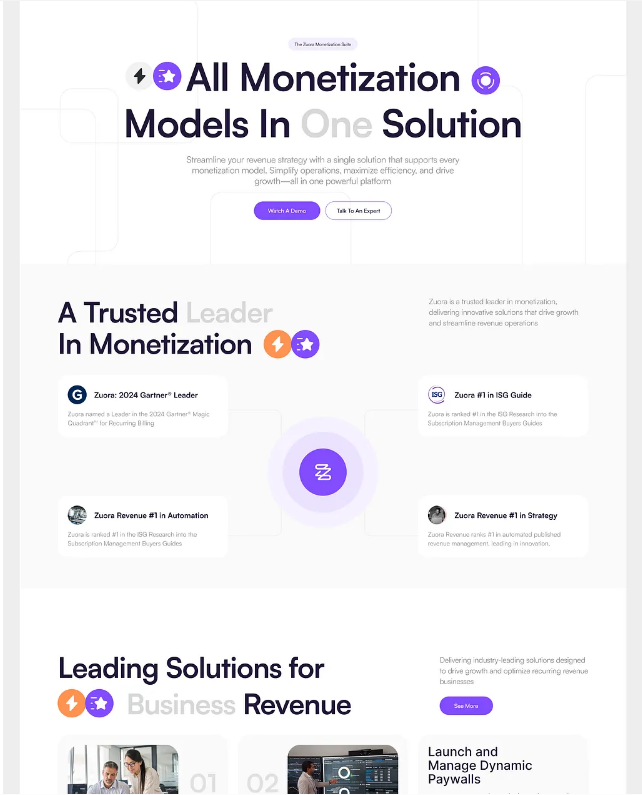 The Zuora Monetization Suite
All Monetization
Models In One Solution
Streamline your revenue strategy with a single solution that supports every
monetization model. Simplify operations, maximize efficiency, and drive
growth—all in one powerful platform
Watch A Demo
Talk To An Expert
A Trusted Leader
In Monetization
Zuora is a trusted leader in monetization,
delivering innovative solutions that drive growth
and streamline revenue operations
G
Zuora: 2024 Gartner® Leader
Zuora named a Leader in the 2024 Gartner® Magic
Quadrant™ for Recurring Billing
ISG
Zuora #1 in ISG Guide
Zuora is ranked #1 in the ISG Research into the
Subscription Management Buyers Guides
Zuora Revenue #1 in Automation
Zuora is ranked #1 in the ISG Research into the
Subscription Management Buyers Guides
Zuora Revenue #1 in Strategy
Zuora Revenue ranks #1 in automated published
revenue management, leading in innovation.
Leading Solutions for
Business Revenue
Delivering industry-leading solutions designed
to drive growth and optimize recurring revenue
businesses
See More
01
02
Launch and
Manage Dynamic
Paywalls